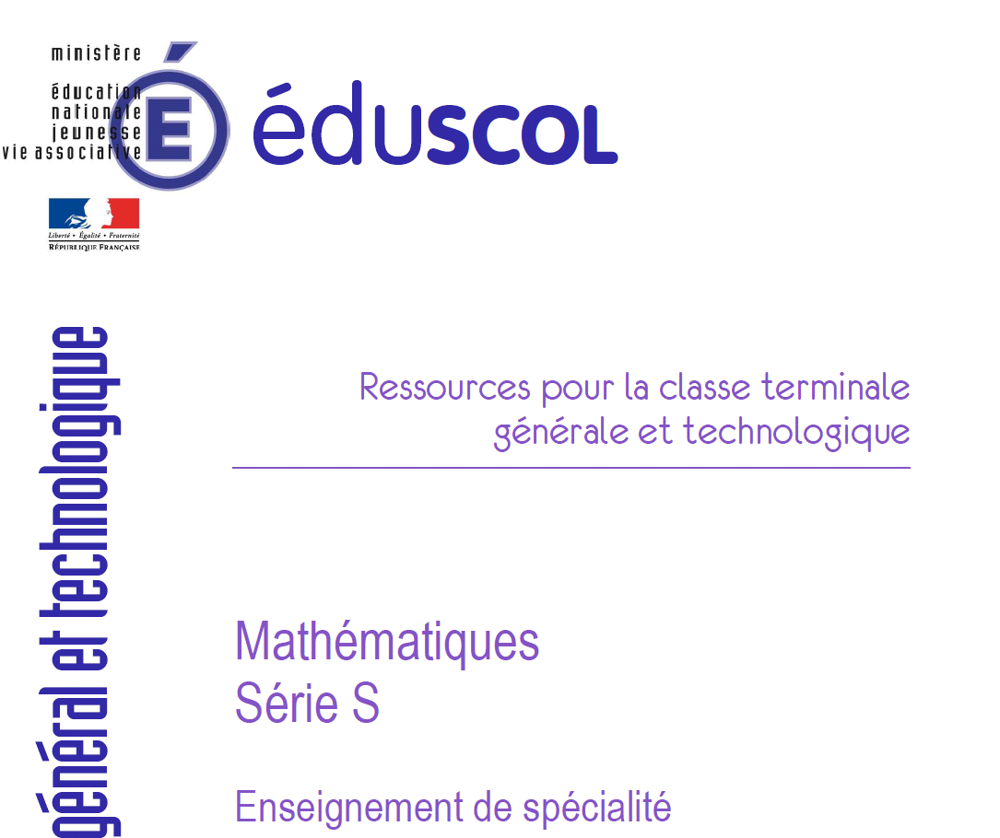 ministère
éducation
nationale
jeunesse
vie associative
É
éduSCOL
Liberté • Égalité • Fraternité
RÉPUBLIQUE FRANÇAISE
Ressources pour la classe terminale
générale et technologique
général et technologique
Mathématiques
Série S
Enseignement de spécialité